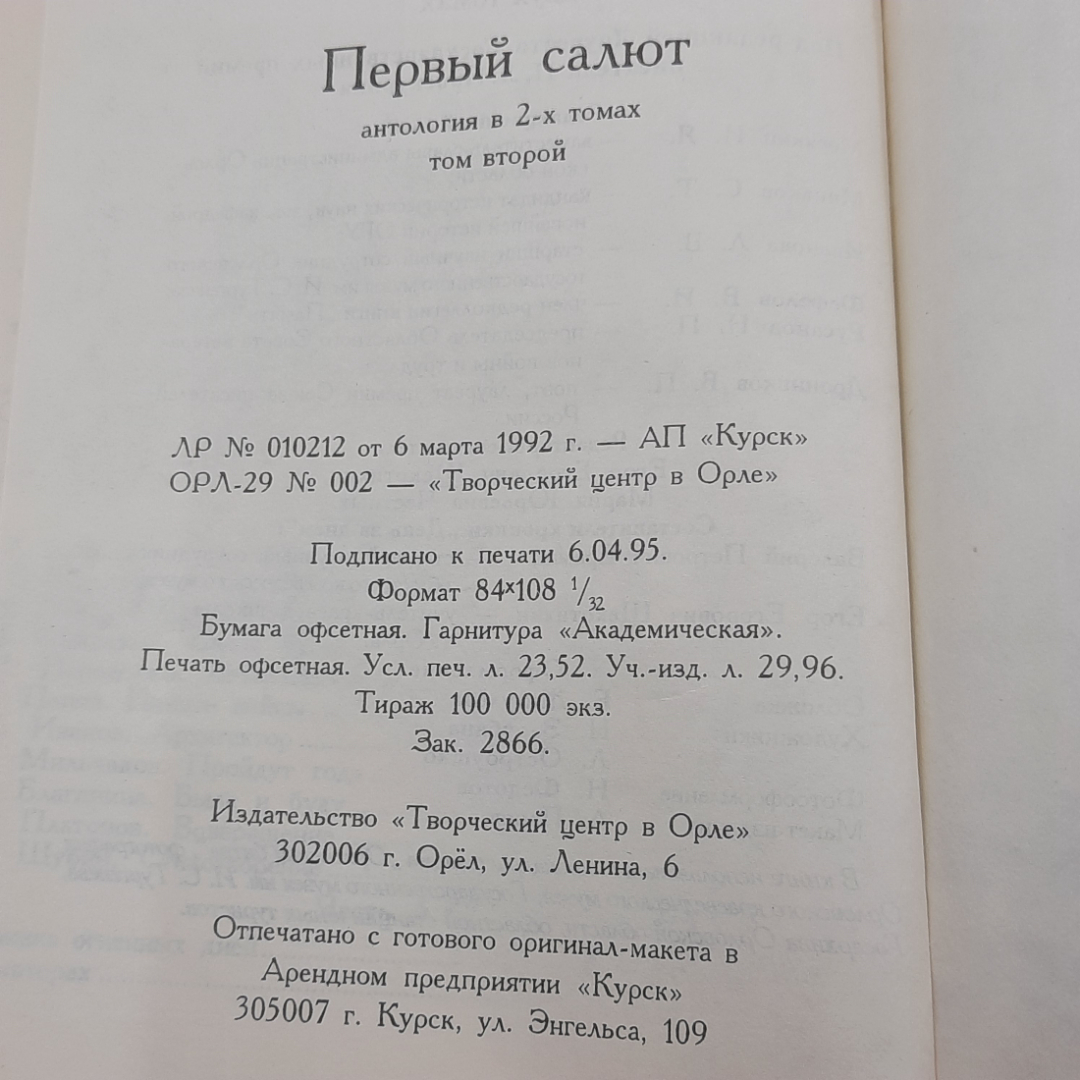 Первый салют
антология в 2-х томах
том второй
ЛР № 010212 от 6 марта 1992 г. — АП «Курск»
ОРЛ-29 № 002 — «Творческий центр в Орле»
Подписано к печати 6.04.95.
Формат 84×108 1/32
Бумага офсетная. Гарнитура «Академическая».
Печать офсетная. Усл. печ. л. 23,52. Уч.-изд. л. 29,96.
Тираж 100 000 экз.
Зак. 2866.
Издательство «Творческий центр в Орле»
302006 г. Орёл, ул. Ленина, 6
Отпечатано с готового оригинал-макета в
Арендном предприятии «Курск»
305007 г. Курск, ул. Энгельса, 109